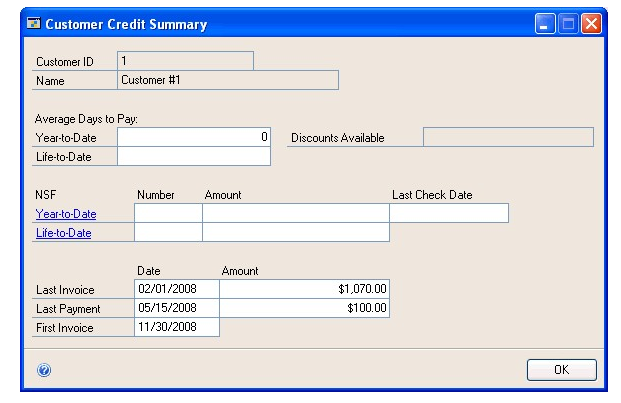 Customer Credit Summary
Customer ID 1
Name Customer #1
Average Days to Pay:
Year-to-Date 0 Discounts Available
Life-to-Date
NSF Number Amount Last Check Date
Year-to-Date
Life-to-Date
Date Amount
Last Invoice 02/01/2008 $1,070.00
Last Payment 05/15/2008 $100.00
First Invoice 11/30/2008
OK